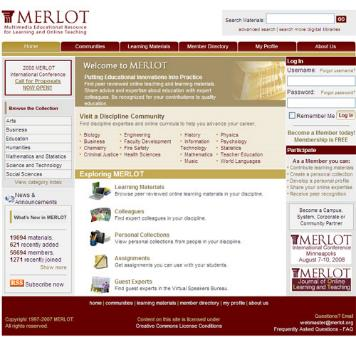 MERLOT
Multimedia Educational Resource
for Learning and Online Teaching
Search Materials: GO
advanced search | search more digital libraries
Home Communities Learning Materials Member Directory My Profile About Us
2008 MERLOT
International Conference
Call for Proposals
NOW OPEN!
Browse the Collection
Arts
Business
Education
Humanities
Mathematics and Statistics
Science and Technology
Social Sciences
View category index
News &
Announcements
What's New in MERLOT
19694 materials.
621 recently added
56694 members.
1271 recently joined
Show more
RSS Subscribe now
Welcome to MERLOT
Putting Educational Innovations Into Practice
Find peer reviewed online teaching and learning materials.
Share advice and expertise about education with expert
colleagues. Be recognized for your contributions to quality
education.
Visit a Discipline Community
Find discipline expertise and online curricula to help you advance your career.
Biology
Business
Chemistry
Criminal Justice
Engineering
Faculty Development
Fire Safety
Health Sciences
History
Information
Technology
Mathematics
Music
Physics
Psychology
Statistics
Teacher Education
World Languages
Exploring MERLOT
Learning Materials
Browse peer reviewed online learning materials in your discipline.
Colleagues
Find expert colleagues in your discipline.
Personal Collections
View personal collections from people in your discipline.
Assignments
Get assignments you can use with your students.
Guest Experts
Find guest experts in the Virtual Speakers Bureau.
Log In
Username: Forgot username?
Password: Forgot password?
Remember Me Log In
Become a Member today!
Membership is FREE
Participate
As a Member you can:
Contribute learning materials
Create a personal collection
Develop a personal profile
Share your online expertise
Receive peer recognition
Become a Campus,
System, Corporate or
Community Partner
MERLOT
International Conference
Minneapolis
August 7-10, 2008
MERLOT
Journal of Online
Learning and Teaching
home | communities | learning materials | member directory | my profile | about us
Copyright 1997-2007 MERLOT.
All rights reserved.
Content on this site is licensed under
Creative Commons License Conditions
Questions? Email
webmaster@merlot.org
Frequently Asked Questions - FAQ